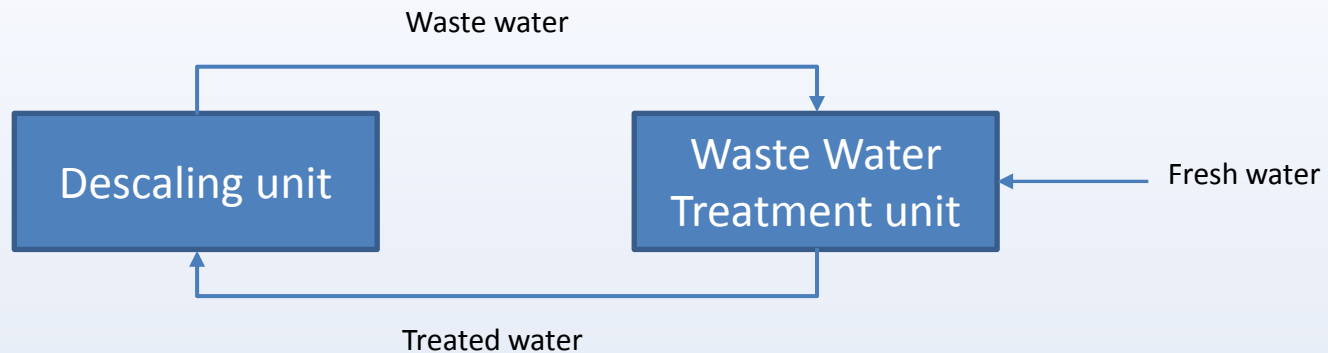 Waste water
Descaling unit
Waste Water
Treatment unit
Fresh water
Treated water